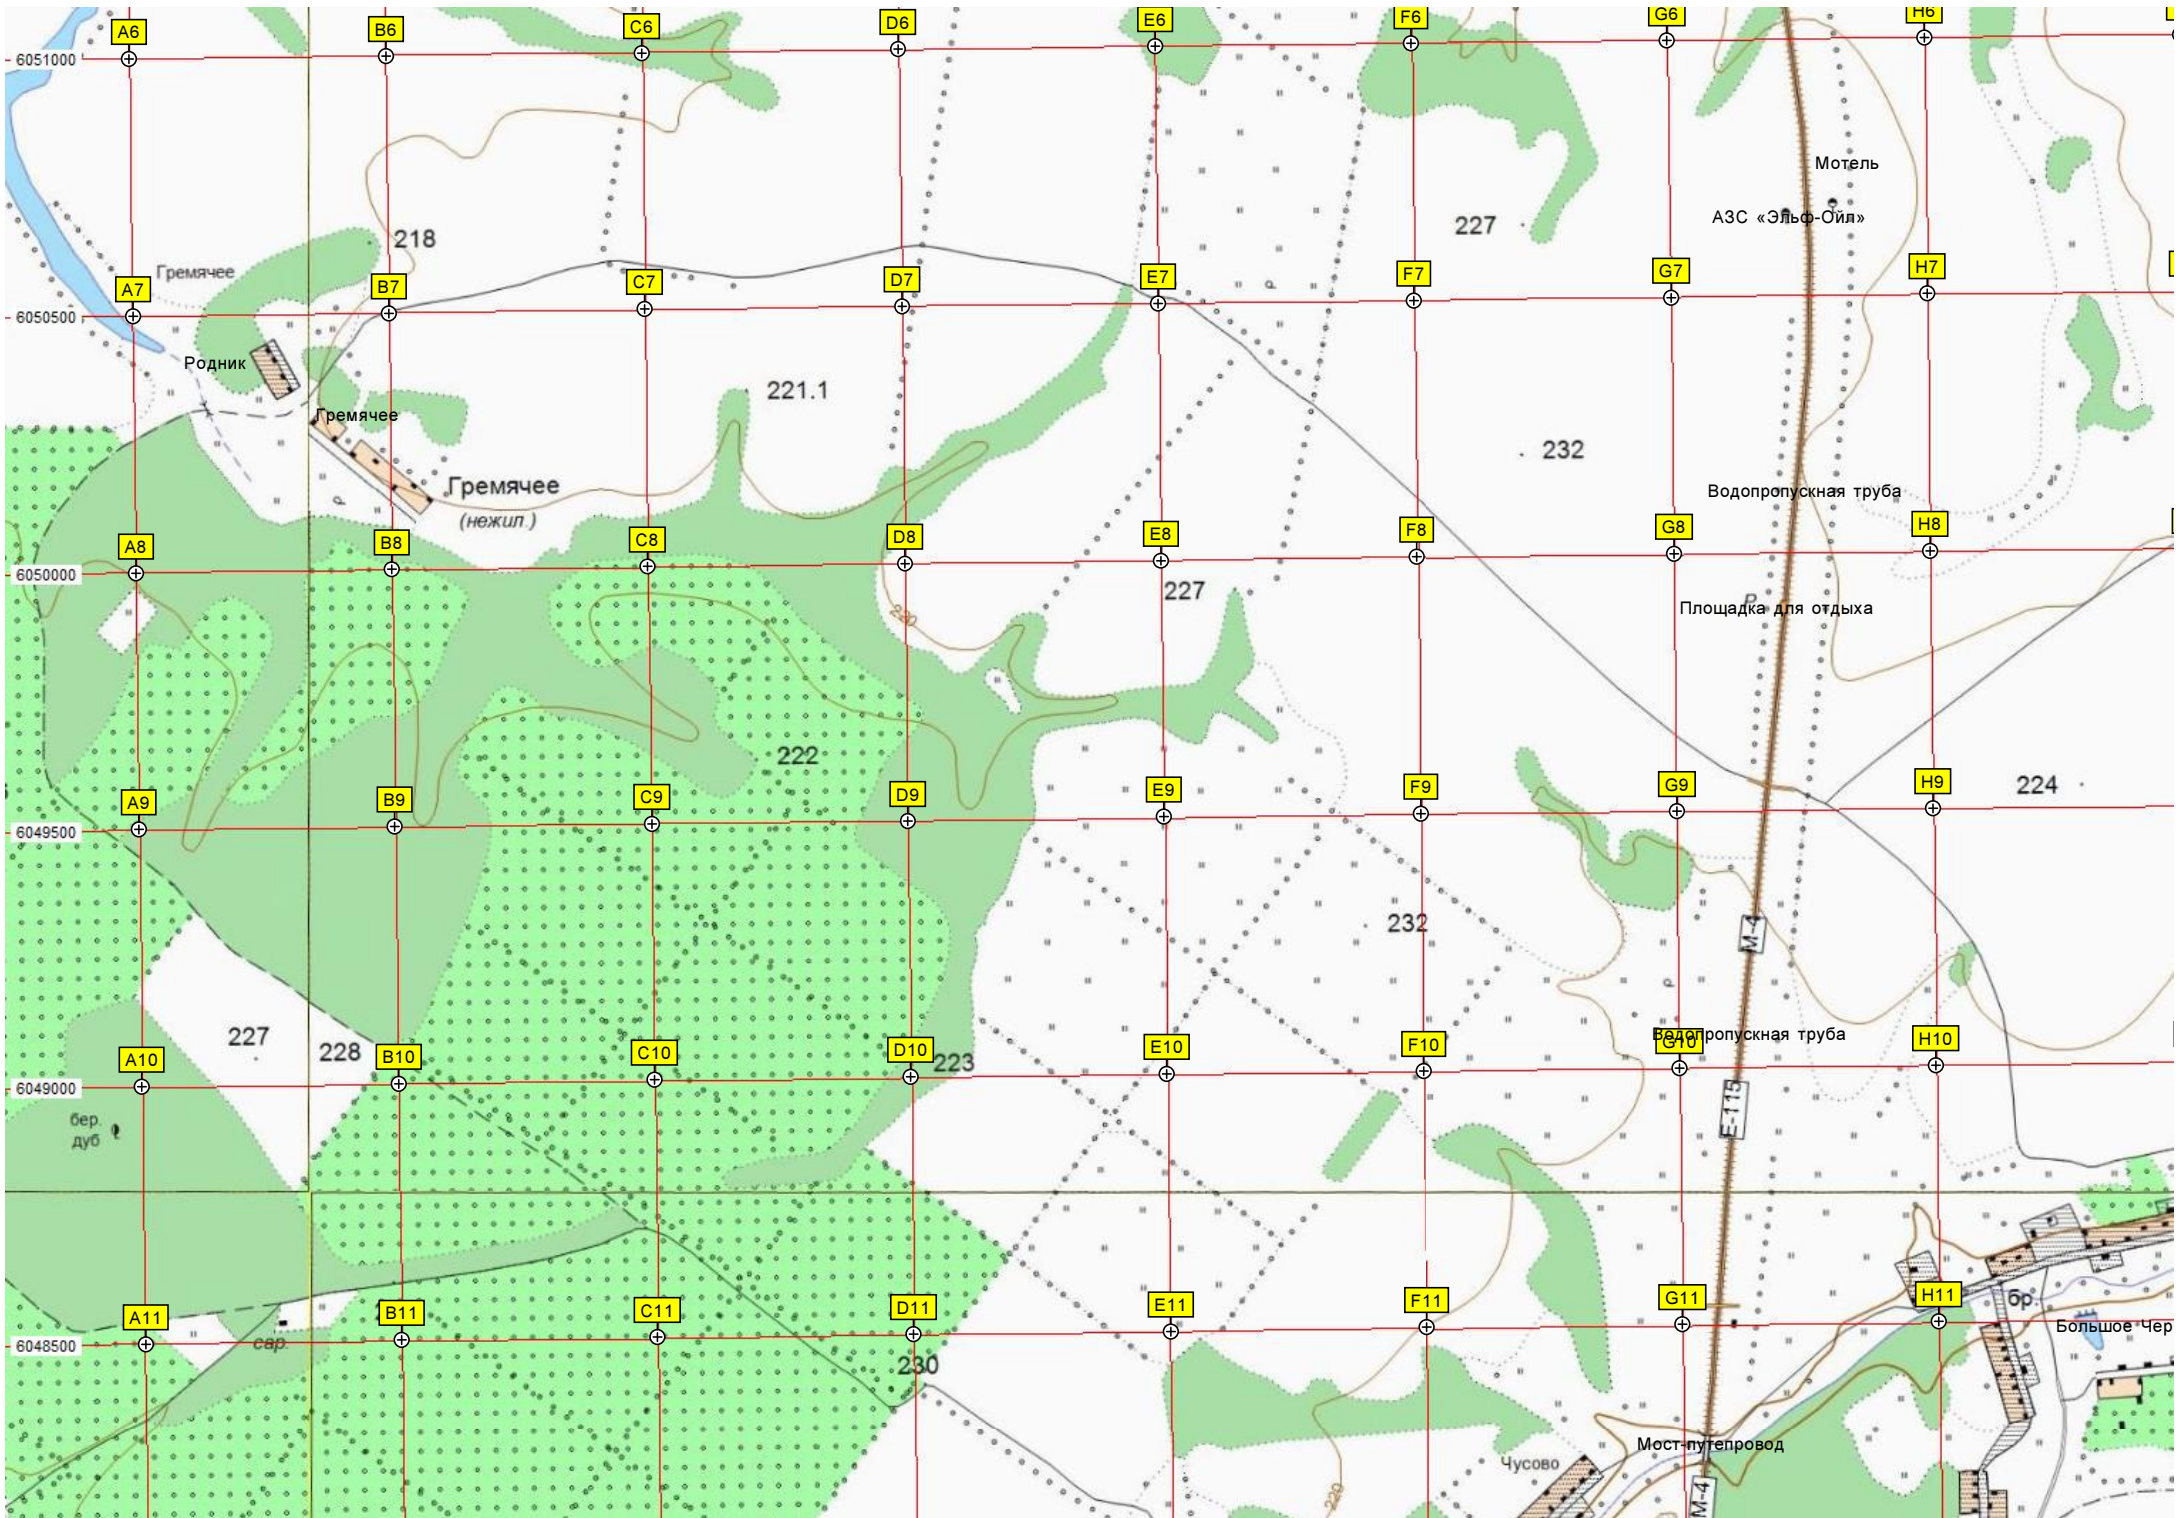 A6
B6
C6
D6
E6
F6
G6
H6
6051000
Мотель
АЗС «Эльф-Ойл»
227
218
Гремячее
A7
B7
C7
D7
E7
F7
G7
H7
6050500
Родник
221.1
Гремячее
232
Гремячее
(нежил.)
Водопропускная труба
A8
B8
C8
D8
E8
F8
G8
H8
6050000
227
Площадка для отдыха
Р
220
222
224
A9
B9
C9
D9
E9
F9
G9
H9
6049500
232
М-4
227
228
Водопропускная труба
A10
B10
C10
D10
223
E10
F10
G10
H10
6049000
Е-115
бер.
дуб
A11
B11
C11
D11
E11
F11
G11
H11
бр.
6048500
сар.
Большое Чер
230
Мост-путепровод
Чусово
220
М-4